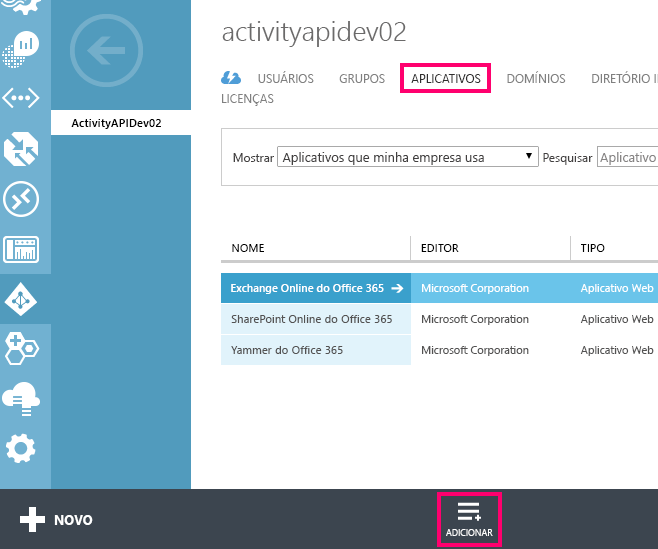 activityapidev02
USUÁRIOS GRUPOS APLICATIVOS DOMÍNIOS DIRETÓRIO
LICENÇAS
ActivityAPIDev02
Mostrar Aplicativos que minha empresa usa Pesquisar Aplicativo
NOME EDITOR TIPO
Exchange Online do Office 365 Microsoft Corporation Aplicativo Web
SharePoint Online do Office 365 Microsoft Corporation Aplicativo Web
Yammer do Office 365 Microsoft Corporation Aplicativo Web
NOVO
ADICIONAR